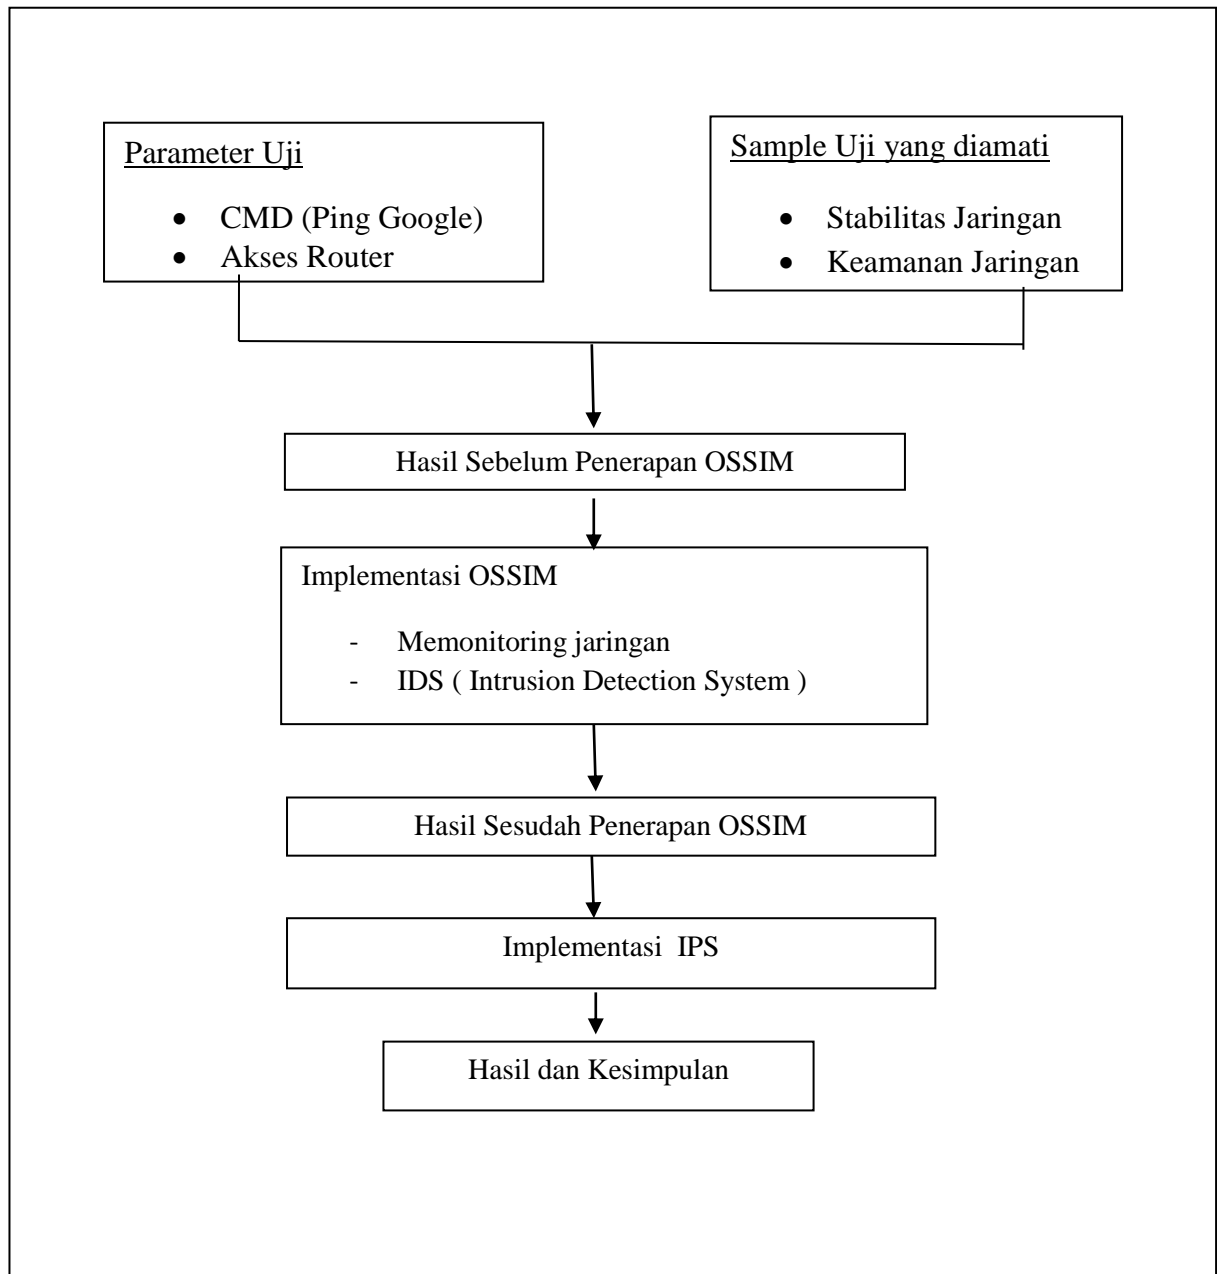 Parameter Uji
• CMD (Ping Google)
• Akses Router
Sample Uji yang diamati
• Stabilitas Jaringan
• Keamanan Jaringan
Hasil Sebelum Penerapan OSSIM
Implementasi OSSIM
- Memonitoring jaringan
- IDS ( Intrusion Detection System )
Hasil Sesudah Penerapan OSSIM
Implementasi IPS
Hasil dan Kesimpulan